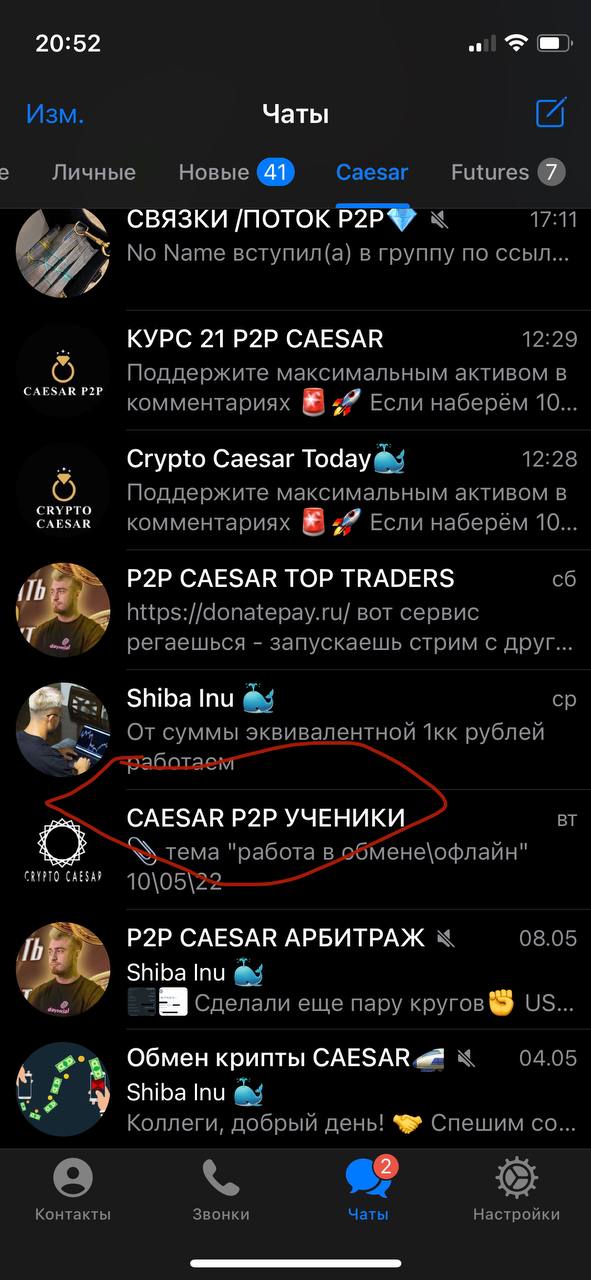 20:52
Изм.
Чаты
е Личные Новые 41 Caesar Futures 7
СВЯЗКИ /ПОТОК P2P💎 17:11
No Name вступил(а) в группу по ссыл...
КУРС 21 P2P CAESAR 12:29
Поддержите максимальным активом в
комментариях 🚨🚀 Если наберём 10...
CAESAR P2P
Crypto Caesar Today🐳 12:28
Поддержите максимальным активом в
комментариях 🚨🚀 Если наберём 10...
CRYPTO
CAESAR
P2P CAESAR TOP TRADERS сб
https://donatepay.ru/ вот сервис
регаешься - запускаешь стрим с друг...
Shiba Inu 🐳 ср
От суммы эквивалентной 1кк рублей
работаем
CAESAR P2P УЧЕНИКИ вт
📎 тема "работа в обмене\офлайн"
10\05\22
CRYPTO CAESAR
P2P CAESAR АРБИТРАЖ 08.05
Shiba Inu 🐳
Сделали еще пару кругов✊ US...
Обмен крипты CAESAR🚅 04.05
Shiba Inu 🐳
Коллеги, добрый день! 🤝 Спешим со...
2
Контакты Звонки Чаты Настройки